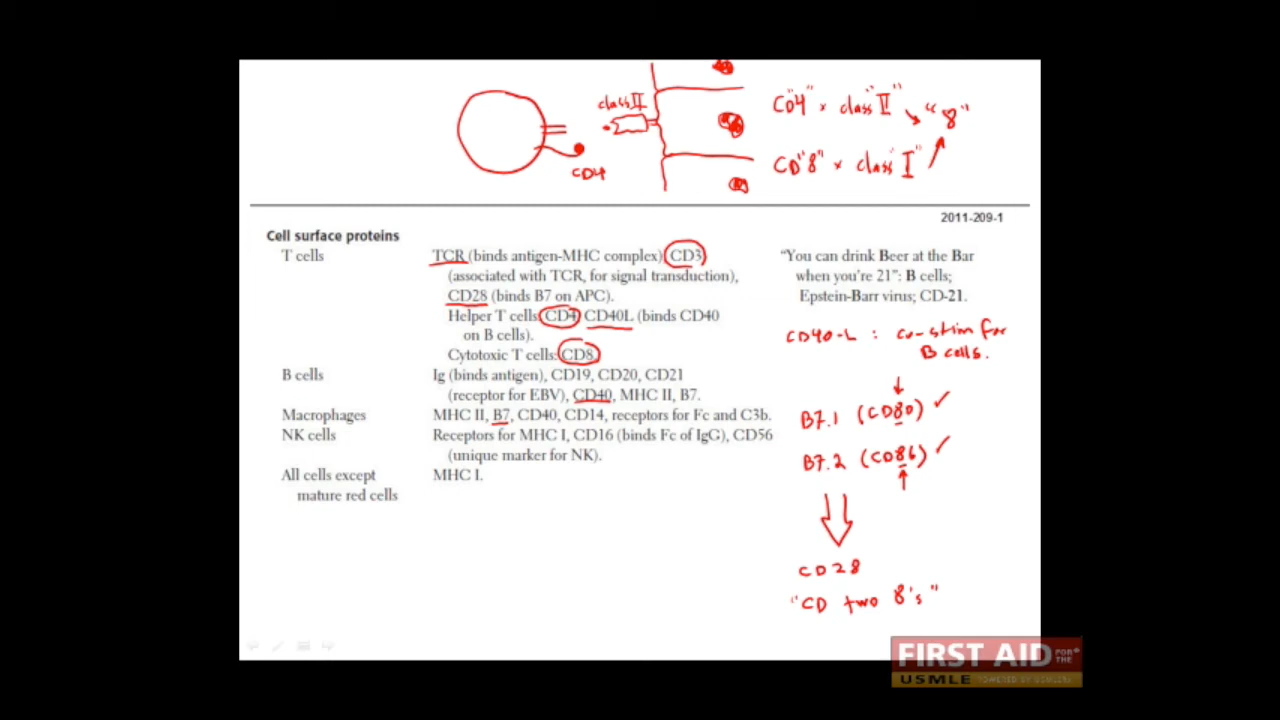 class II
CD"4" × class "II" → "8"
CD4
CD"8" × class "I"
2011-209-1
Cell surface proteins
T cells
TCR (binds antigen-MHC complex), CD3
(associated with TCR, for signal transduction),
CD28 (binds B7 on APC).
Helper T cells: CD4, CD40L (binds CD40
on B cells).
Cytotoxic T cells: CD8.
B cells
Ig (binds antigen), CD19, CD20, CD21
(receptor for EBV), CD40, MHC II, B7.
Macrophages
MHC II, B7, CD40, CD14, receptors for Fc and C3b.
NK cells
Receptors for MHC I, CD16 (binds Fc of IgG), CD56
(unique marker for NK).
All cells except
mature red cells
MHC I.
"You can drink Beer at the Bar
when you're 21": B cells;
Epstein-Barr virus; CD-21.
CD40-L : co-stim for
B cells.
B7.1 (CD80) ✓
B7.2 (CD86) ✓
CD28
"CD two 8's"
FIRST AID FOR THE
USMLE